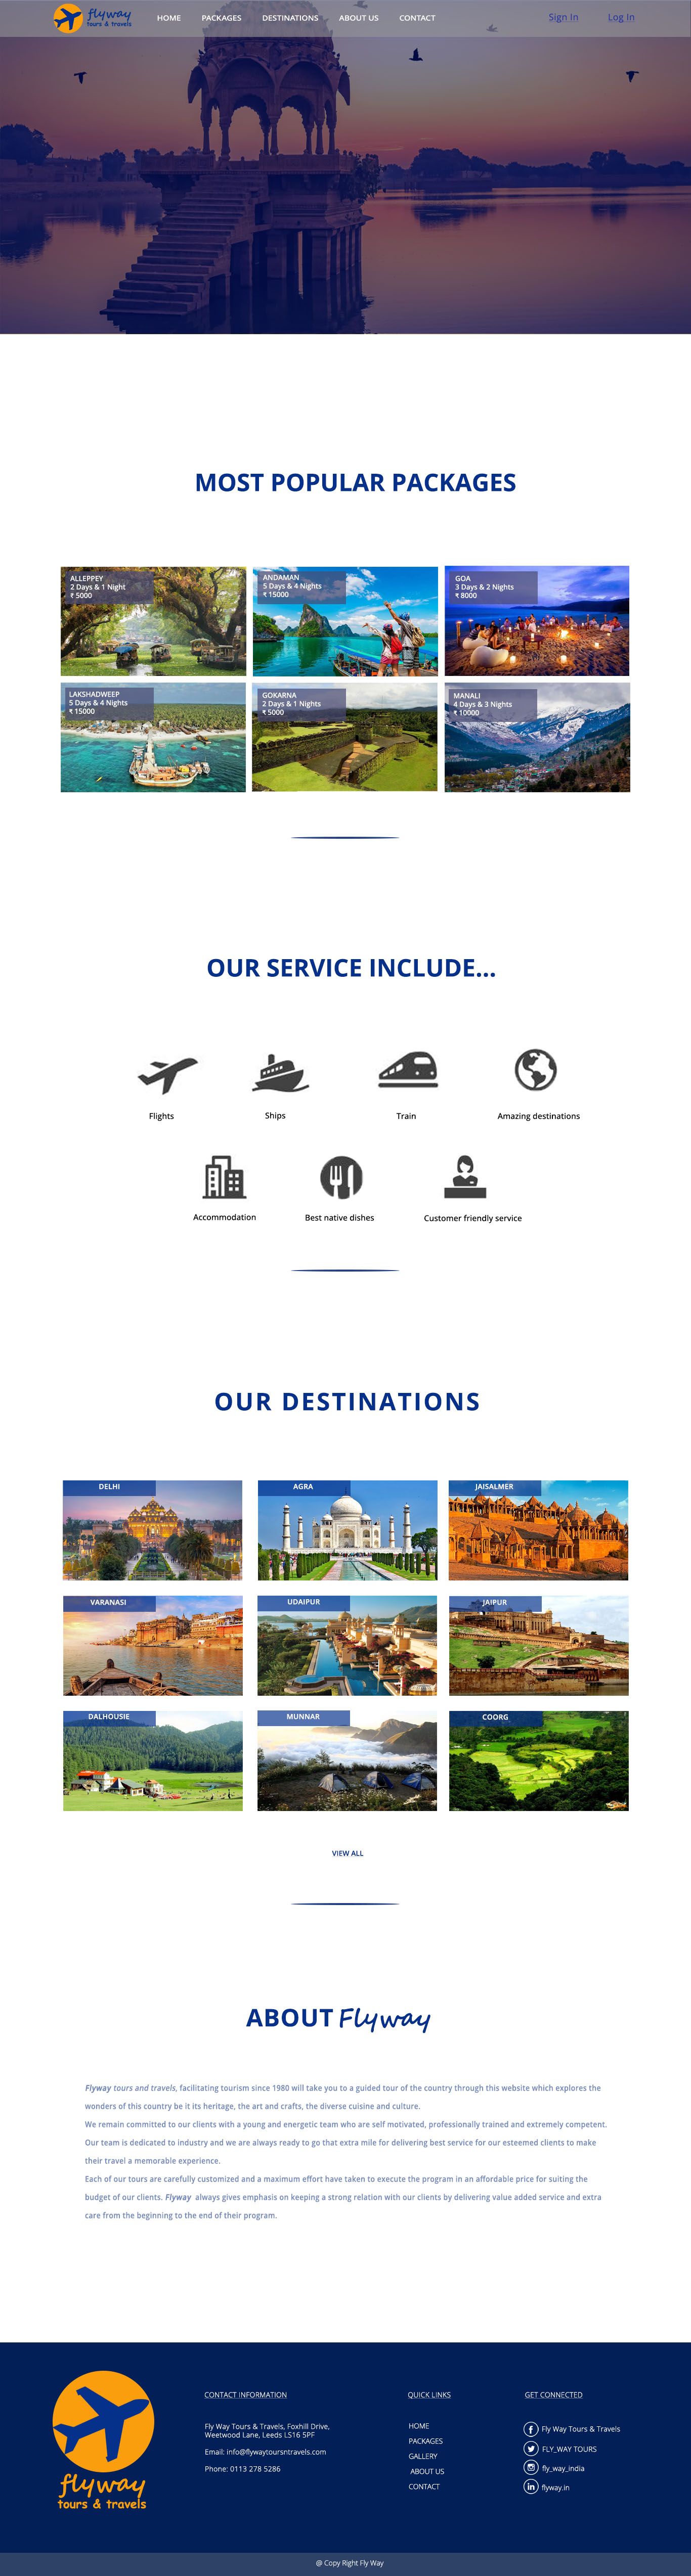 flyway
tours & travels
HOME PACKAGES DESTINATIONS ABOUT US CONTACT
Sign In Log In
MOST POPULAR PACKAGES
ALLEPPEY
2 Days & 1 Night
₹ 5000
ANDAMAN
5 Days & 4 Nights
₹ 15000
GOA
3 Days & 2 Nights
₹ 8000
LAKSHADWEEP
5 Days & 4 Nights
₹ 15000
GOKARNA
2 Days & 1 Nights
₹ 5000
MANALI
4 Days & 3 Nights
₹ 10000
OUR SERVICE INCLUDE...
Flights
Ships
Train
Amazing destinations
Accommodation
Best native dishes
Customer friendly service
OUR DESTINATIONS
DELHI
AGRA
JAISALMER
VARANASI
UDAIPUR
JAIPUR
DALHOUSIE
MUNNAR
COORG
VIEW ALL
ABOUT Flyway
Flyway tours and travels, facilitating tourism since 1980 will take you to a guided tour of the country through this website which explores the
wonders of this country be it its heritage, the art and crafts, the diverse cuisine and culture.
We remain committed to our clients with a young and energetic team who are self motivated, professionally trained and extremely competent.
Our team is dedicated to industry and we are always ready to go that extra mile for delivering best service for our esteemed clients to make
their travel a memorable experience.
Each of our tours are carefully customized and a maximum effort have taken to execute the program in an affordable price for suiting the
budget of our clients. Flyway always gives emphasis on keeping a strong relation with our clients by delivering value added service and extra
care from the beginning to the end of their program.
flyway
tours & travels
CONTACT INFORMATION
Fly Way Tours & Travels, Foxhill Drive,
Weetwood Lane, Leeds LS16 5PF
Email: info@flywaytoursntravels.com
Phone: 0113 278 5286
QUICK LINKS
HOME
PACKAGES
GALLERY
ABOUT US
CONTACT
GET CONNECTED
Fly Way Tours & Travels
FLY_WAY TOURS
fly_way_india
flyway.in
@ Copy Right Fly Way